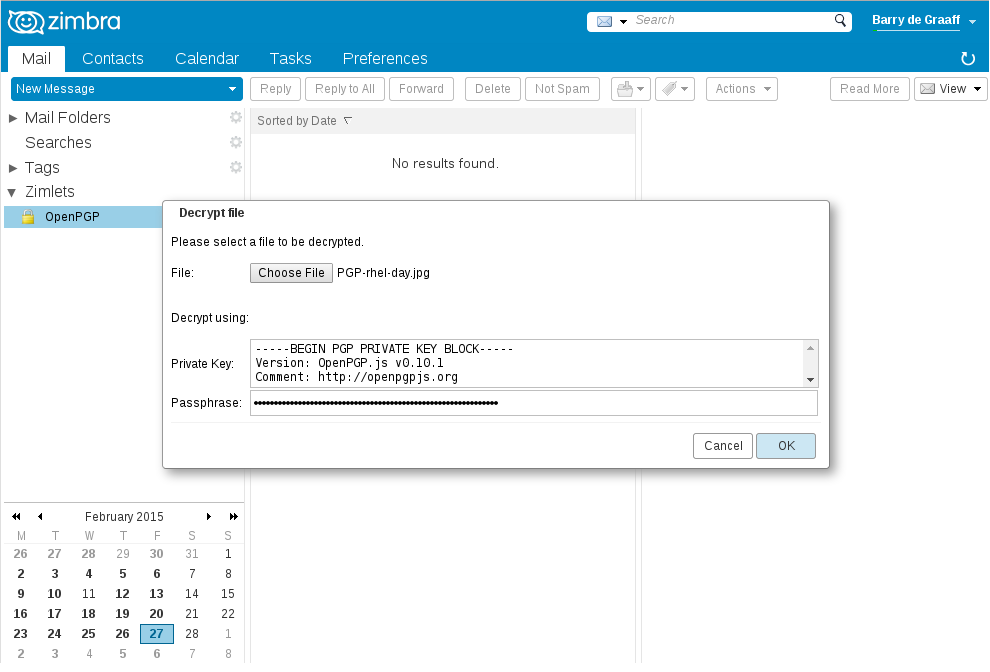 zimbra
Search
Barry de Graaff
Mail Contacts Calendar Tasks Preferences
New Message
Reply Reply to All Forward Delete Not Spam Actions Read More View
Mail Folders
Searches
Tags
Zimlets
OpenPGP
Sorted by Date
No results found.
Decrypt file
Please select a file to be decrypted.
File: Choose File PGP-rhel-day.jpg
Decrypt using:
Private Key:
-----BEGIN PGP PRIVATE KEY BLOCK-----
Version: OpenPGP.js v0.10.1
Comment: http://openpgpjs.org
Passphrase:
Cancel OK
February 2015
M T W T F S S
26 27 28 29 30 31 1
2 3 4 5 6 7 8
9 10 11 12 13 14 15
16 17 18 19 20 21 22
23 24 25 26 27 28 1
2 3 4 5 6 7 8